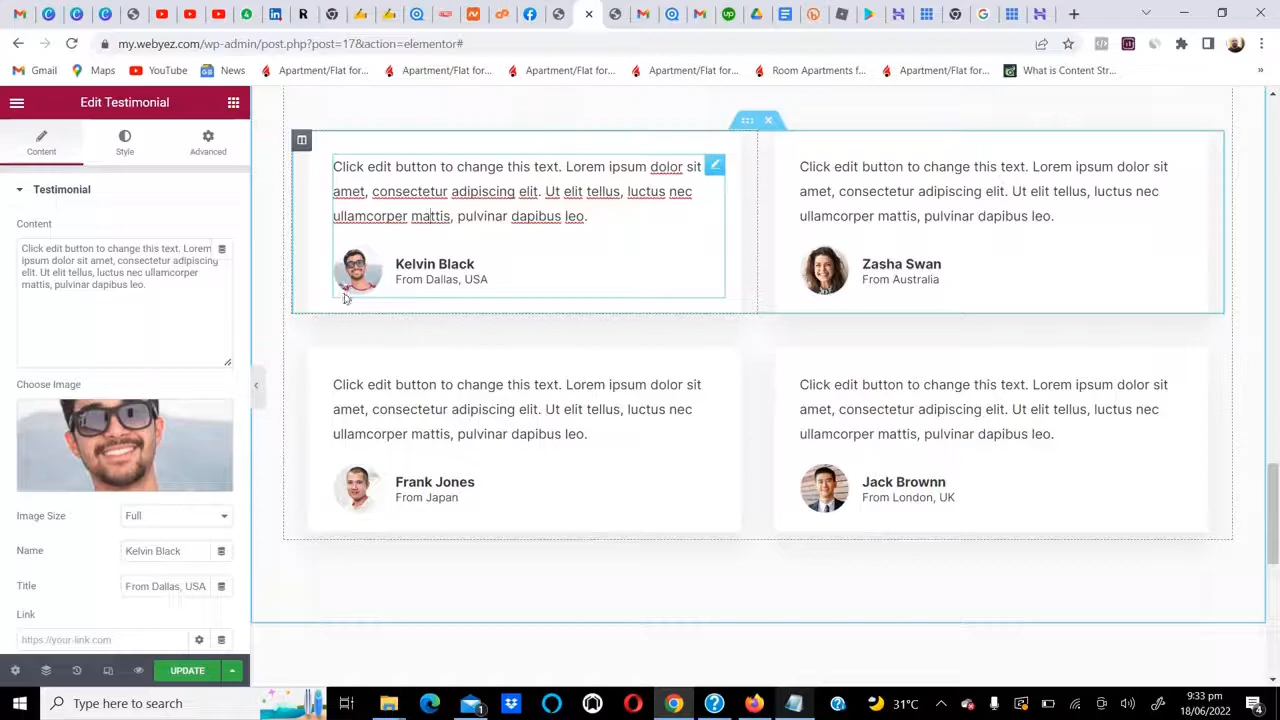 my.webyez.com/wp-admin/post.php?post=17&action=elementor#
Gmail
Maps
YouTube
News
Apartment/Flat for...
Apartment/Flat for...
Apartment/Flat for...
Apartment/Flat for...
Room Apartments f...
Apartment/Flat for...
What is Content Str...
»
Edit Testimonial
Content
Style
Advanced
Testimonial
Content
Click edit button to change this text. Lorem
ipsum dolor sit amet, consectetur adipiscing
elit. Ut elit tellus, luctus nec ullamcorper
mattis, pulvinar dapibus leo.
Choose Image
Image Size
Full
Name
Kelvin Black
Title
From Dallas, USA
Link
https://your-link.com
UPDATE
Click edit button to change this text. Lorem ipsum dolor sit
amet, consectetur adipiscing elit. Ut elit tellus, luctus nec
ullamcorper mattis, pulvinar dapibus leo.
Kelvin Black
From Dallas, USA
Click edit button to change this text. Lorem ipsum dolor sit
amet, consectetur adipiscing elit. Ut elit tellus, luctus nec
ullamcorper mattis, pulvinar dapibus leo.
Zasha Swan
From Australia
Click edit button to change this text. Lorem ipsum dolor sit
amet, consectetur adipiscing elit. Ut elit tellus, luctus nec
ullamcorper mattis, pulvinar dapibus leo.
Frank Jones
From Japan
Click edit button to change this text. Lorem ipsum dolor sit
amet, consectetur adipiscing elit. Ut elit tellus, luctus nec
ullamcorper mattis, pulvinar dapibus leo.
Jack Brownn
From London, UK
Type here to search
31°C
9:33 pm
18/06/2022